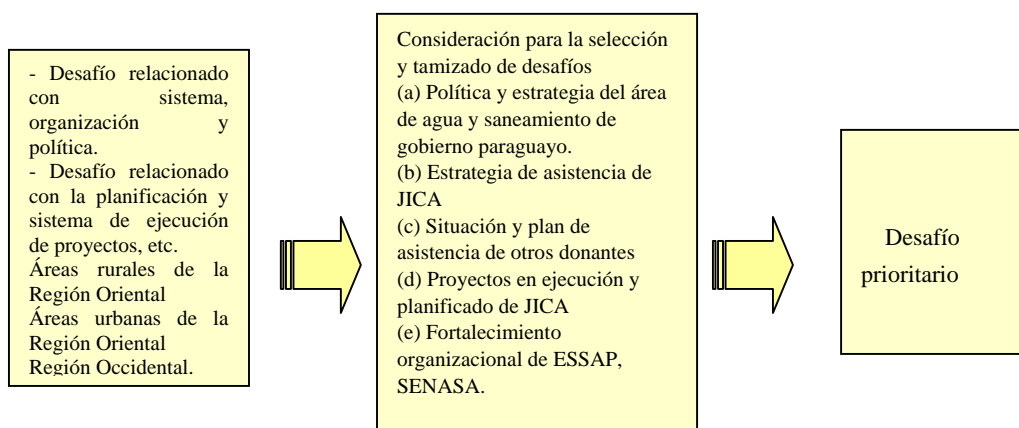 - Desafío relacionado
con sistema,
organización y
política.
- Desafío relacionado
con la planificación y
sistema de ejecución
de proyectos, etc.
Áreas rurales de la
Región Oriental
Áreas urbanas de la
Región Oriental
Región Occidental.
Consideración para la selección
y tamizado de desafíos
(a) Política y estrategia del área
de agua y saneamiento de
gobierno paraguayo.
(b) Estrategia de asistencia de
JICA
(c) Situación y plan de
asistencia de otros donantes
(d) Proyectos en ejecución y
planificado de JICA
(e) Fortalecimiento
organizacional de ESSAP,
SENASA.
Desafío
prioritario